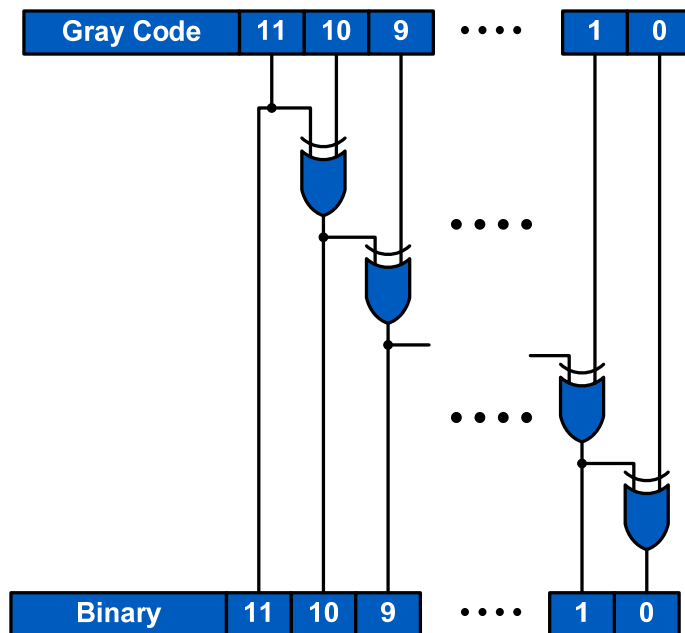 Gray Code 11 10 9 •••• 1 0
••••
••••
Binary 11 10 9 •••• 1 0